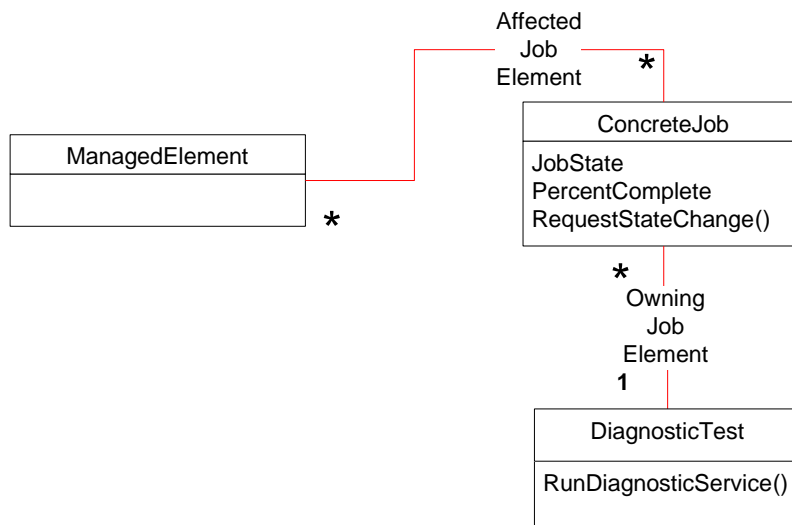 Affected
Job
Element
*
ConcreteJob
JobState
PercentComplete
RequestStateChange()
ManagedElement
*
*
Owning
Job
Element
1
DiagnosticTest
RunDiagnosticService()